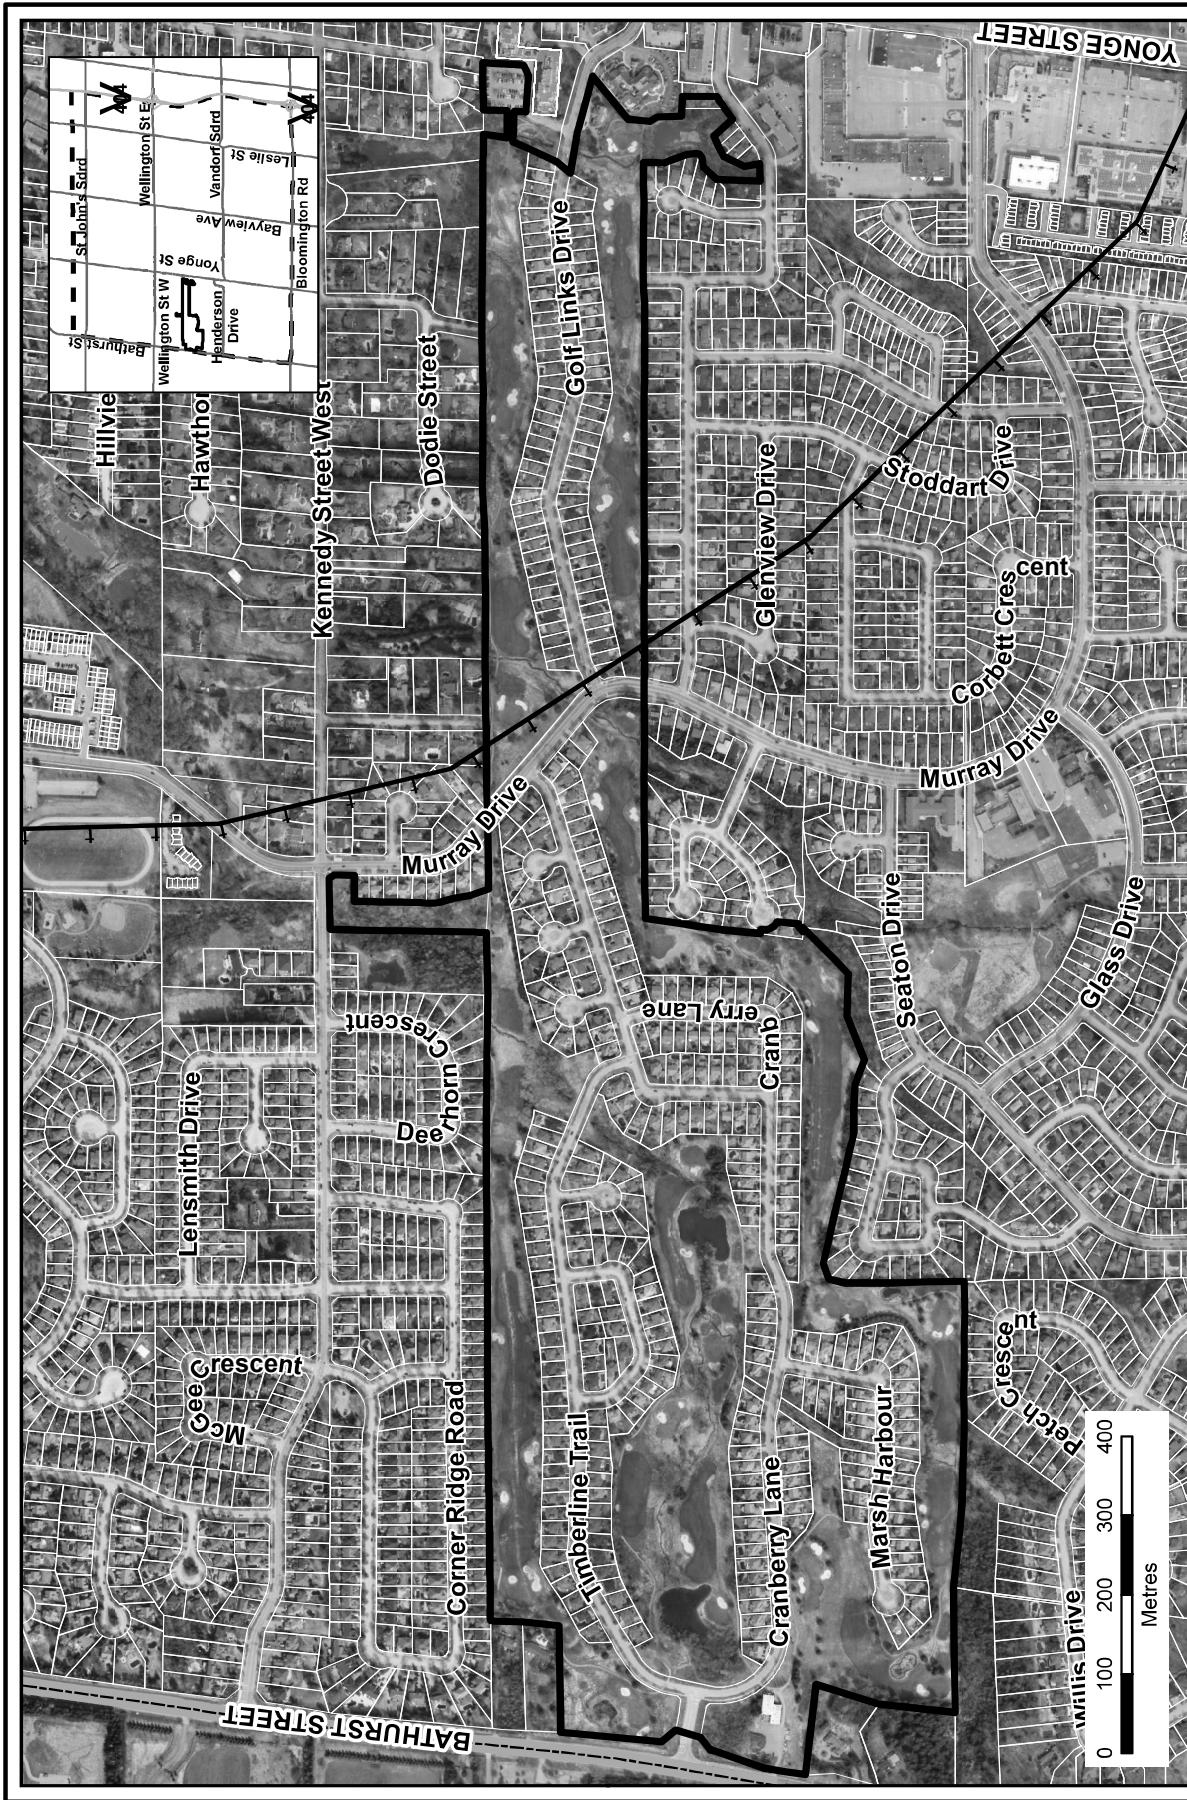 YONGE STREET
404
404
St John's Sdrd
Wellington St E
Vandorf Sdrd
Leslie St
Bayview Ave
Bloomington Rd
Yonge St
Wellington St W
Henderson
Drive
Bathurst St
Bathurst St
Hillvie
Hawthor
Kennedy Street West
Dodie Street
Golf Links Drive
Glenview Drive
Stoddart Drive
Corbett Crescent
Murray Drive
Murray Drive
Seaton Drive
Glass Drive
Cranberry Lane
Deerhorn Crescent
Lensmith Drive
McGee Crescent
Corner Ridge Road
Timberline Trail
Cranberry Lane
Marsh Harbour
Petch Crescent
Willis Drive
BATHURST STREET
0 100 200 300 400
Metres